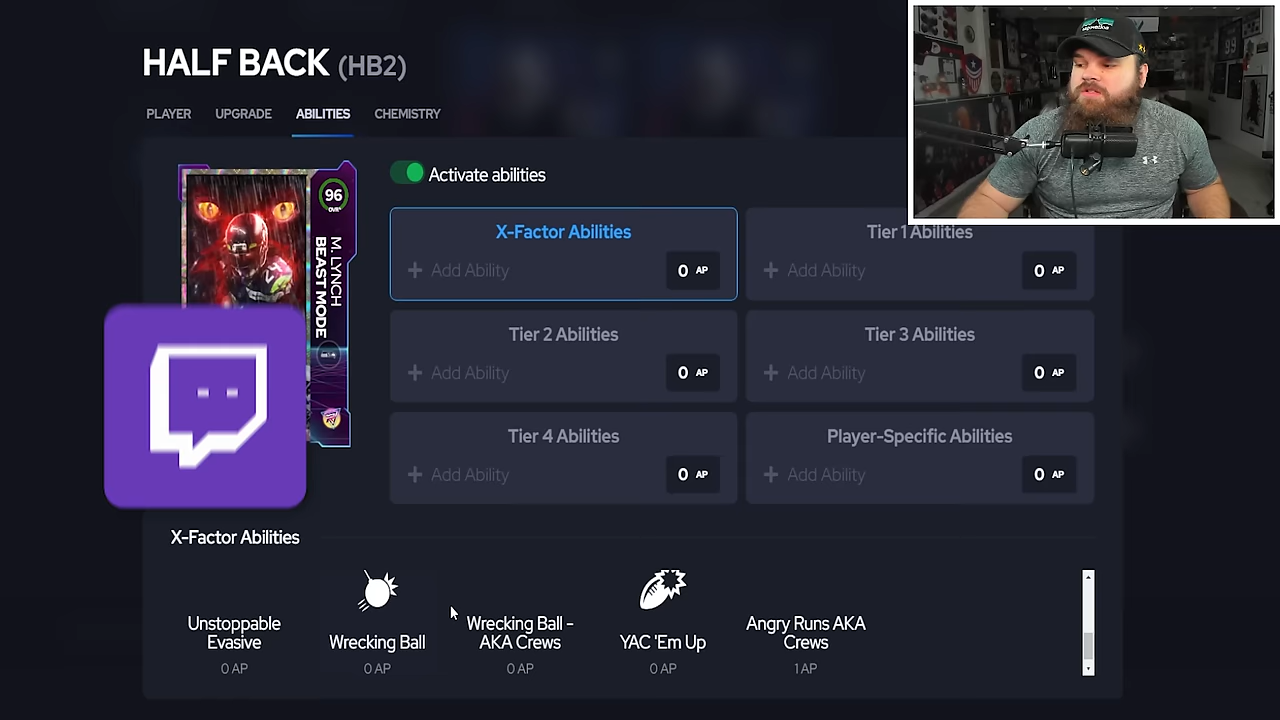 HALF BACK (HB2)
PLAYER UPGRADE ABILITIES CHEMISTRY
96
OVR
M. LYNCH
BEAST MODE
Activate abilities
X-Factor Abilities
Add Ability 0 AP
Tier 1 Abilities
Add Ability 0 AP
Tier 2 Abilities
Add Ability 0 AP
Tier 3 Abilities
Add Ability 0 AP
Tier 4 Abilities
Add Ability 0 AP
Player-Specific Abilities
Add Ability 0 AP
X-Factor Abilities
Unstoppable
Evasive
0 AP
Wrecking Ball
0 AP
Wrecking Ball -
AKA Crews
0 AP
YAC 'Em Up
0 AP
Angry Runs AKA
Crews
1 AP
99